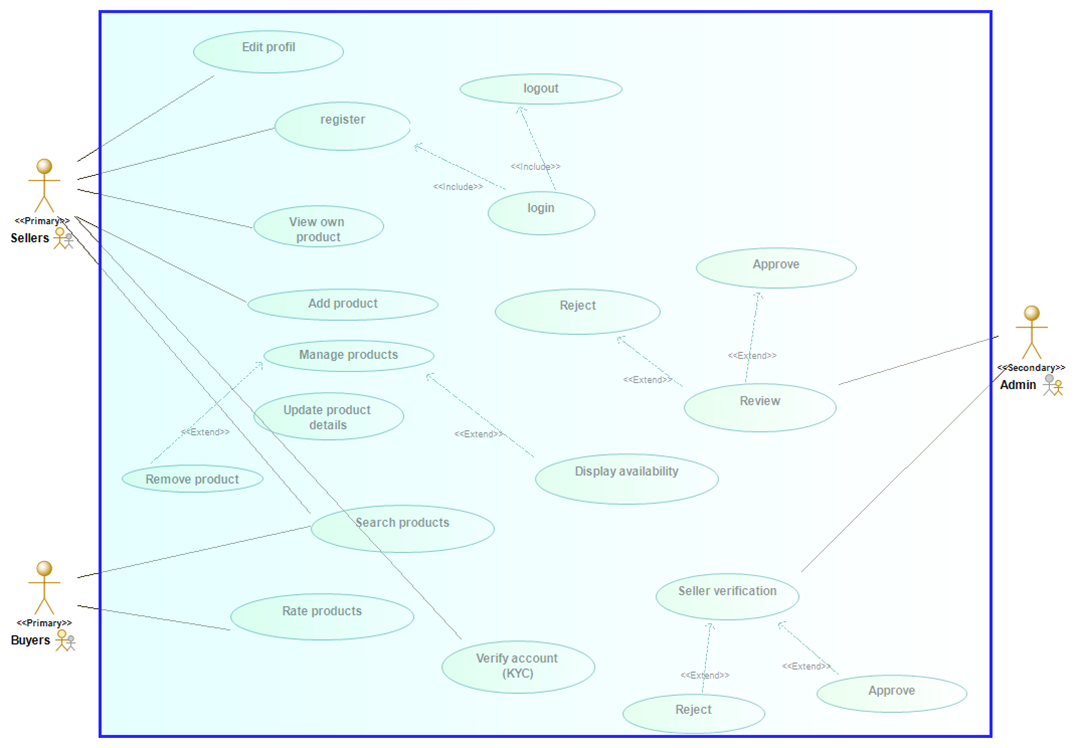 Edit profil
logout
register
<<Include>>
<<Include>>
login
<<Primary>>
Sellers
View own
product
Approve
Add product
Reject
Manage products
<<Extend>>
<<Extend>>
<<Secondary>>
Admin
Review
Update product
details
<<Extend>>
<<Extend>>
Remove product
Display availability
Search products
Rate products
<<Primary>>
Buyers
Seller verification
Verify account
(KYC)
<<Extend>>
<<Extend>>
Reject
Approve